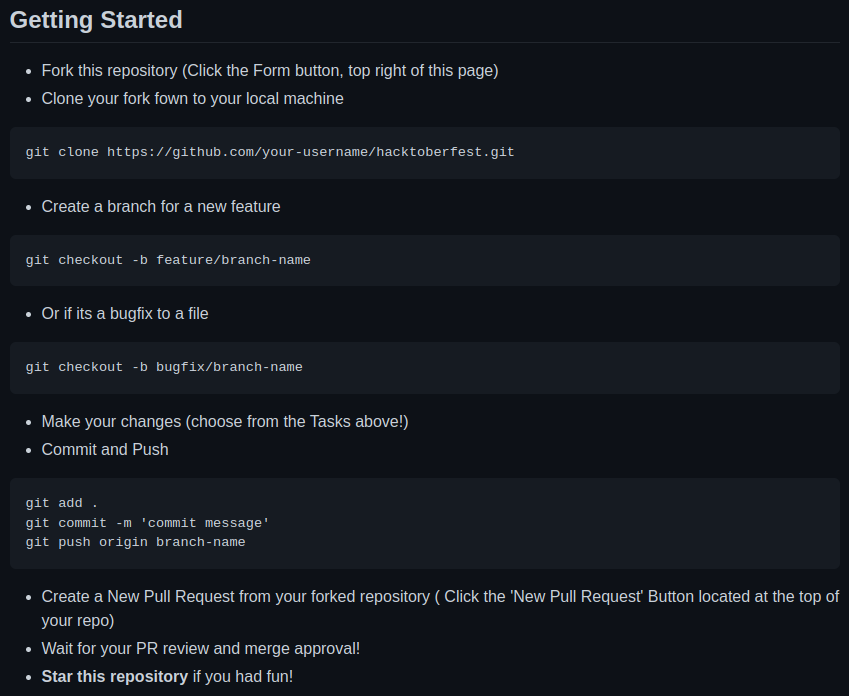 Getting Started
Fork this repository (Click the Form button, top right of this page)
Clone your fork fown to your local machine
git clone https://github.com/your-username/hacktoberfest.git
Create a branch for a new feature
git checkout -b feature/branch-name
Or if its a bugfix to a file
git checkout -b bugfix/branch-name
Make your changes (choose from the Tasks above!)
Commit and Push
git add .
git commit -m 'commit message'
git push origin branch-name
Create a New Pull Request from your forked repository ( Click the 'New Pull Request' Button located at the top of
your repo)
Wait for your PR review and merge approval!
Star this repository if you had fun!